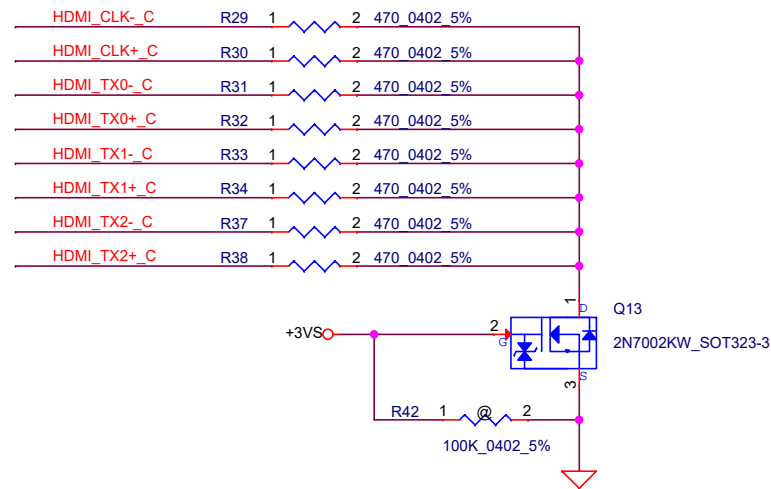 HDMI_CLK-_C R29 1 2 470_0402_5%
HDMI_CLK+_C R30 1 2 470_0402_5%
HDMI_TX0-_C R31 1 2 470_0402_5%
HDMI_TX0+_C R32 1 2 470_0402_5%
HDMI_TX1-_C R33 1 2 470_0402_5%
HDMI_TX1+_C R34 1 2 470_0402_5%
HDMI_TX2-_C R37 1 2 470_0402_5%
HDMI_TX2+_C R38 1 2 470_0402_5%
1 D Q13
+3VS 2 G 2N7002KW_SOT323-3
3 S
R42 1 @ 2
100K_0402_5%